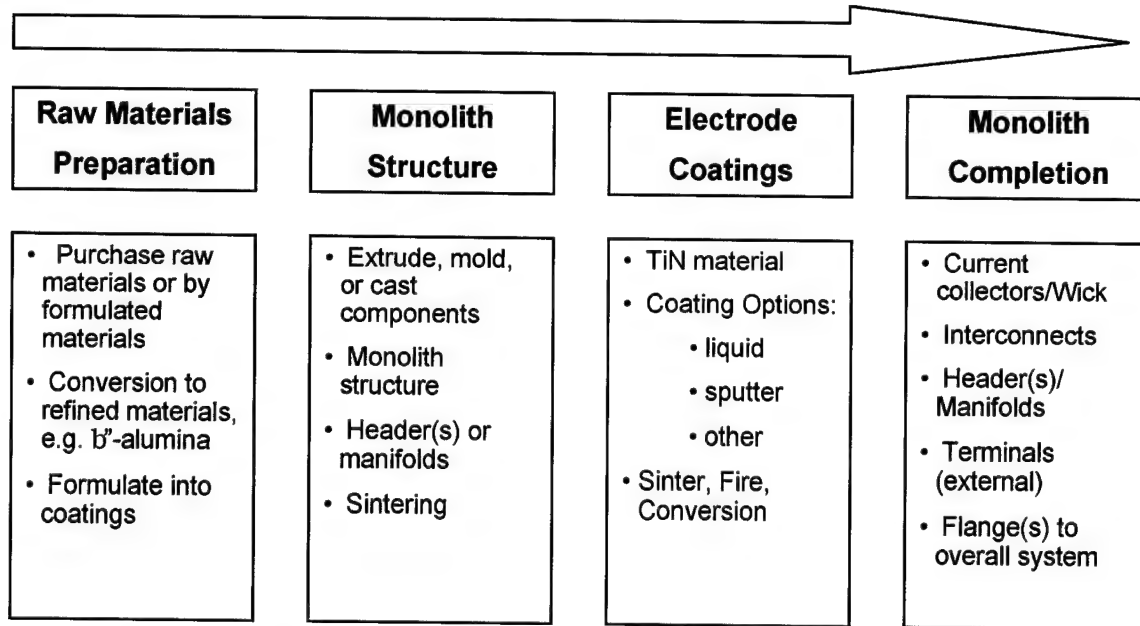 Raw Materials
Preparation
Monolith
Structure
Electrode
Coatings
Monolith
Completion
• Purchase raw
materials or by
formulated
materials
• Conversion to
refined materials,
e.g. b”-alumina
• Formulate into
coatings
• Extrude, mold,
or cast
components
• Monolith
structure
• Header(s) or
manifolds
• Sintering
• TiN material
• Coating Options:
• liquid
• sputter
• other
• Sinter, Fire,
Conversion
• Current
collectors/Wick
• Interconnects
• Header(s)/
Manifolds
• Terminals
(external)
• Flange(s) to
overall system